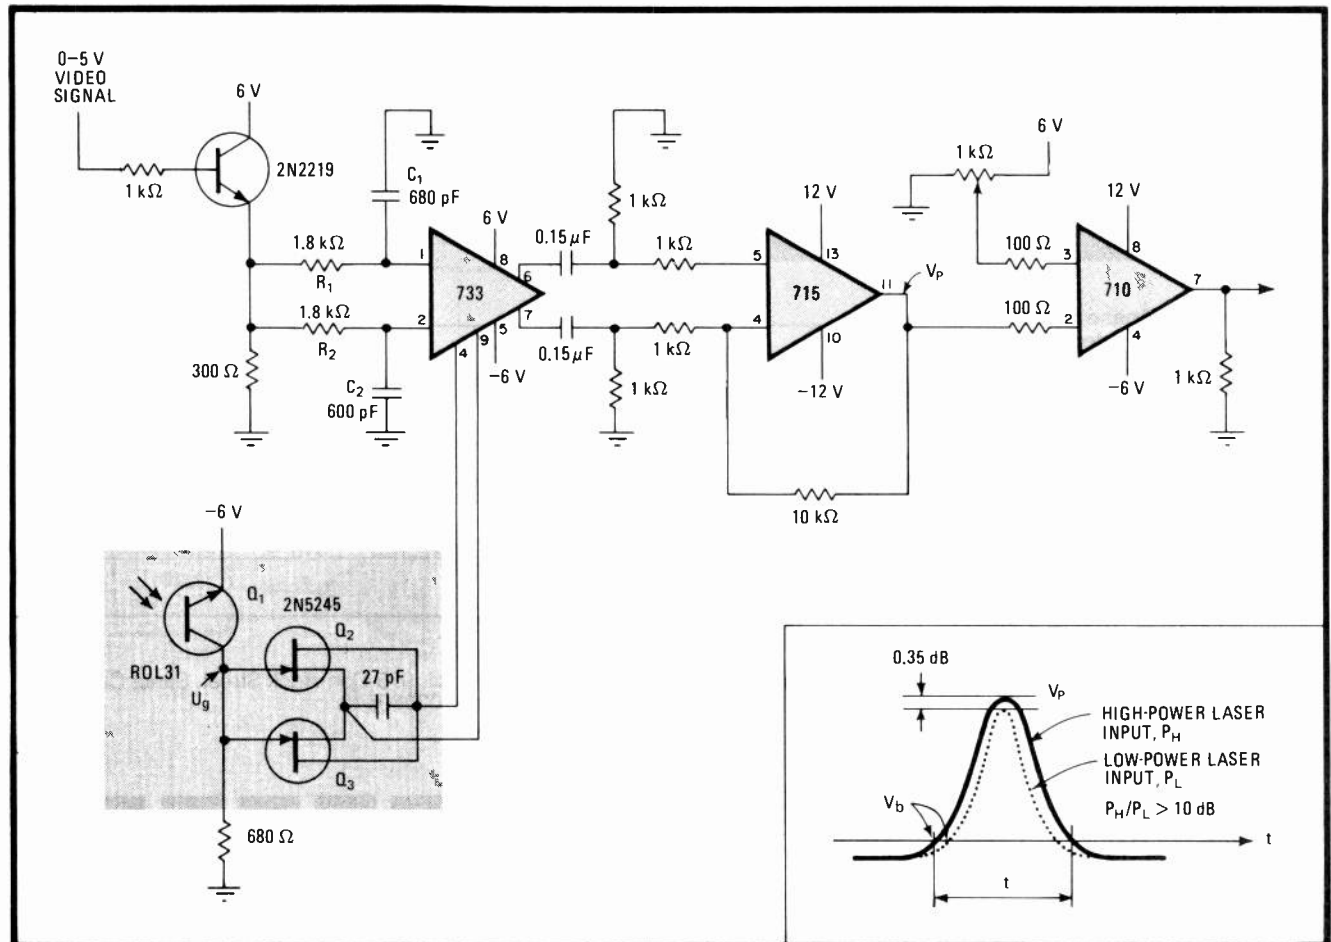 0–5 V
VIDEO
SIGNAL
6 V
1 kΩ
2N2219
C1
680 pF
1.8 kΩ
R1
1.8 kΩ
R2
300 Ω
C2
600 pF
6 V
1
2
733
8
6
7
5
9
4
–6 V
0.15 μF
0.15 μF
1 kΩ
1 kΩ
1 kΩ
1 kΩ
12 V
5
13
715
11
4
10
–12 V
VP
10 kΩ
6 V
1 kΩ
12 V
100 Ω
3
8
710
7
100 Ω
2
4
–6 V
1 kΩ
–6 V
Q1
2N5245
Q2
ROL31
27 pF
Ug
Q3
680 Ω
0.35 dB
VP
HIGH-POWER LASER
INPUT, PH
LOW-POWER LASER
INPUT, PL
Vb
PH/PL > 10 dB
t
t